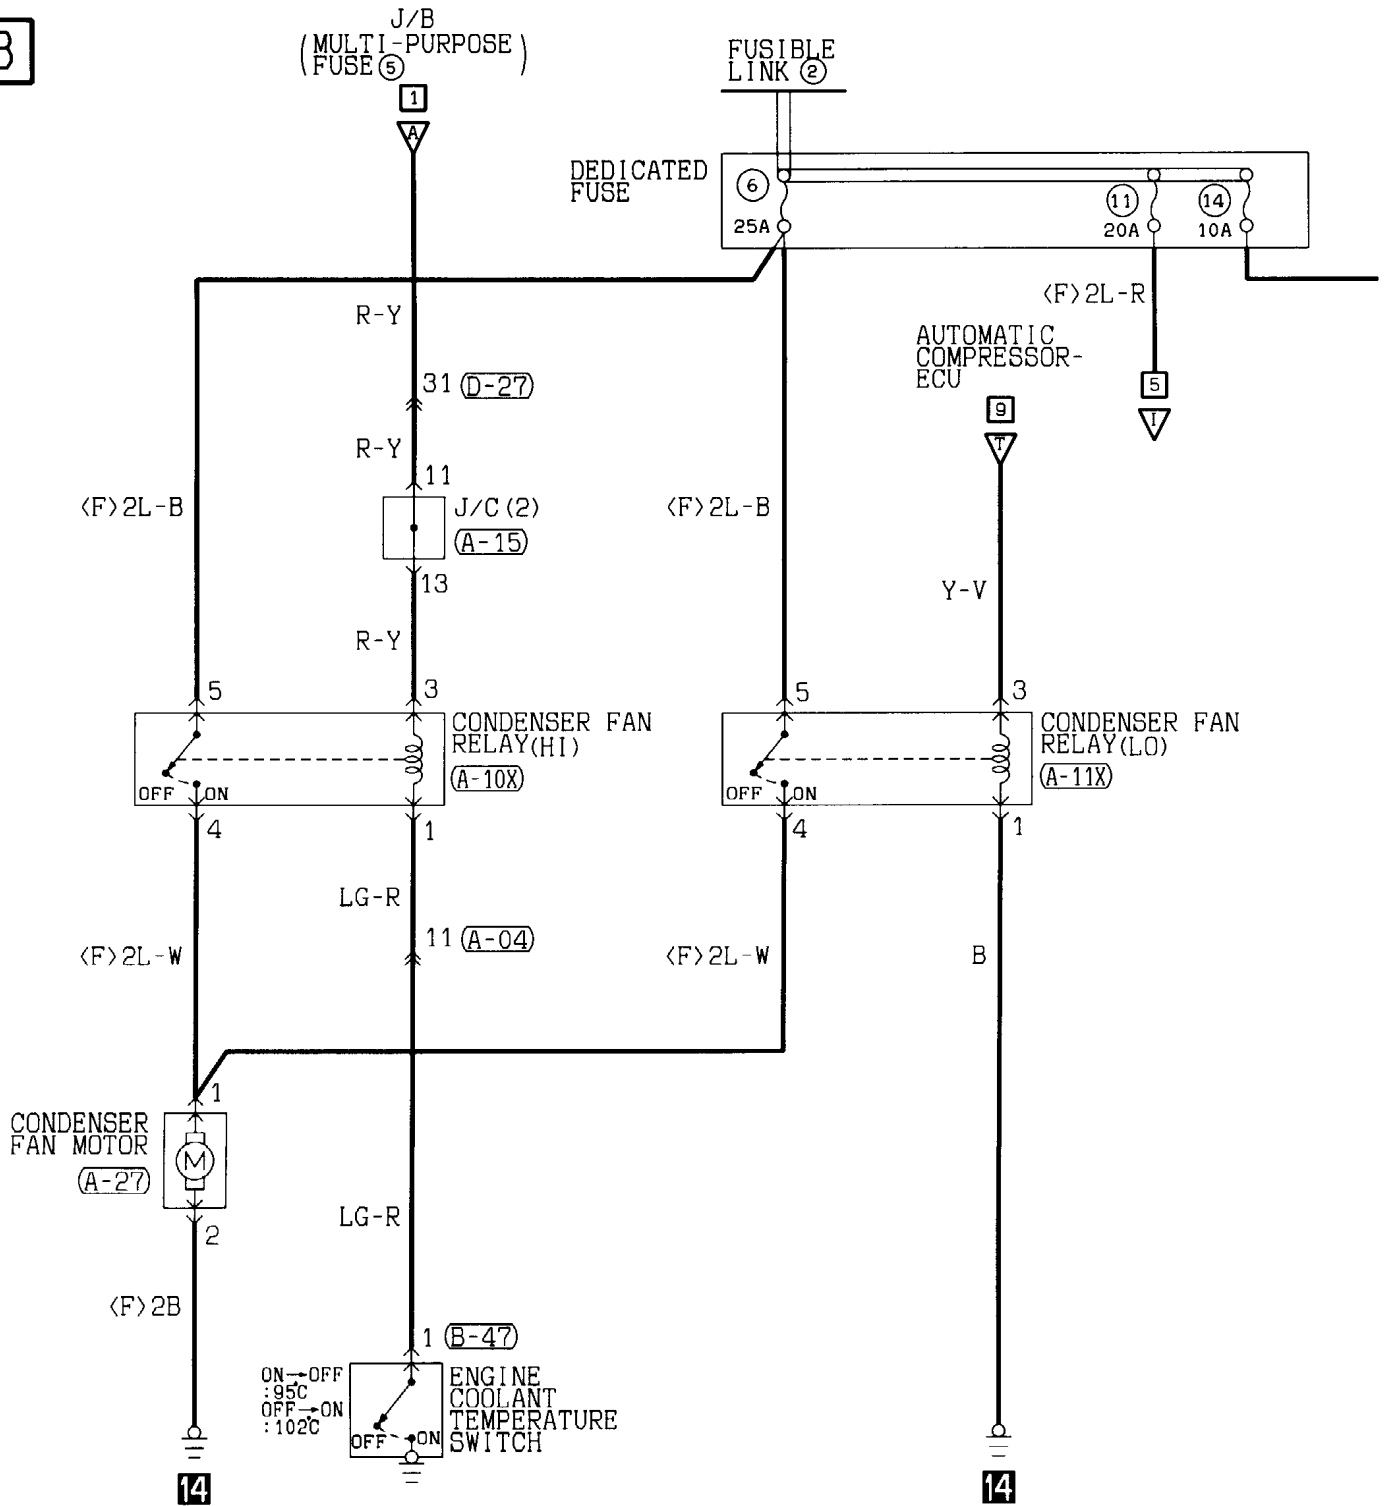 J/B
(MULTI-PURPOSE
FUSE⑤)
1
A
FUSIBLE
LINK ②
DEDICATED
FUSE
⑥
25A
⑪
20A
⑭
10A
R-Y
<F>2L-R
AUTOMATIC
COMPRESSOR-
ECU
5
I
9
T
31 (D-27)
R-Y
11
<F>2L-B
J/C(2)
(A-15)
<F>2L-B
13
Y-V
R-Y
5
3
CONDENSER FAN
RELAY(HI)
(A-10X)
OFF
ON
4
1
5
3
CONDENSER FAN
RELAY(LO)
(A-11X)
OFF
ON
4
1
LG-R
11 (A-04)
<F>2L-W
<F>2L-W
B
1
CONDENSER
FAN MOTOR
(A-27)
M
2
LG-R
<F>2B
1 (B-47)
ON→OFF
:95°C
OFF→ON
:102°C
OFF
ON
ENGINE
COOLANT
TEMPERATURE
SWITCH
14
14